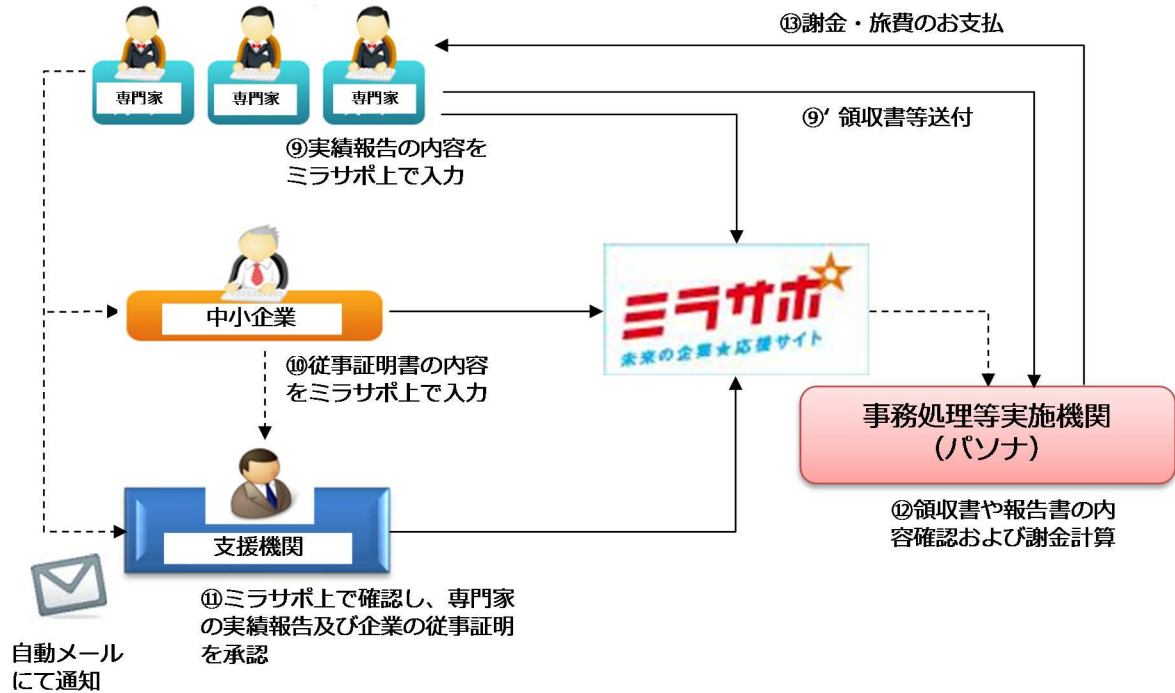 ⑬謝金・旅費のお支払
専門家
専門家
専門家
⑨’ 領収書等送付
⑨実績報告の内容を
ミラサポ上で入力
中小企業
ミラサポ
未来の企業★応援サイト
⑩従事証明書の内容
をミラサポ上で入力
事務処理等実施機関
(パソナ)
支援機関
⑫領収書や報告書の内
容確認および謝金計算
⑪ミラサポ上で確認し、専門家
の実績報告及び企業の従事証明
を承認
自動メール
にて通知